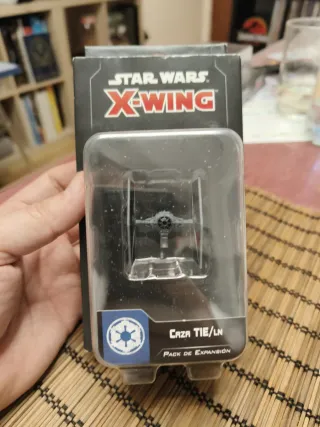 STAR WARS
X-WING
CAZA TIE/LN
PACK DE EXPANSIÓN